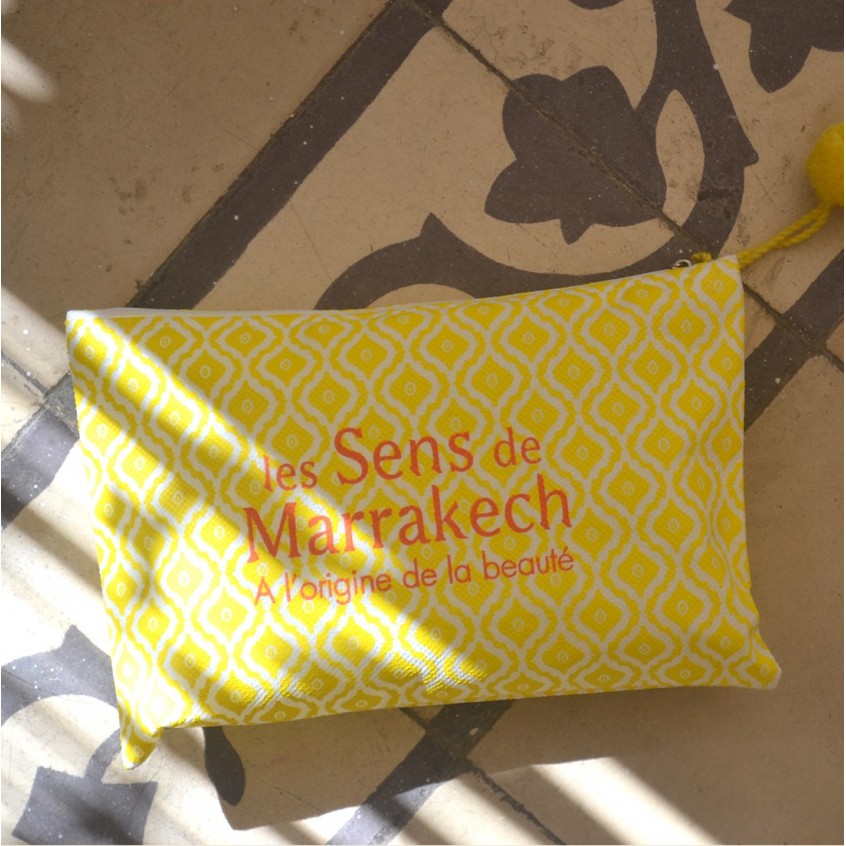 les Sens de
Marrakech
A l'origine de la beauté